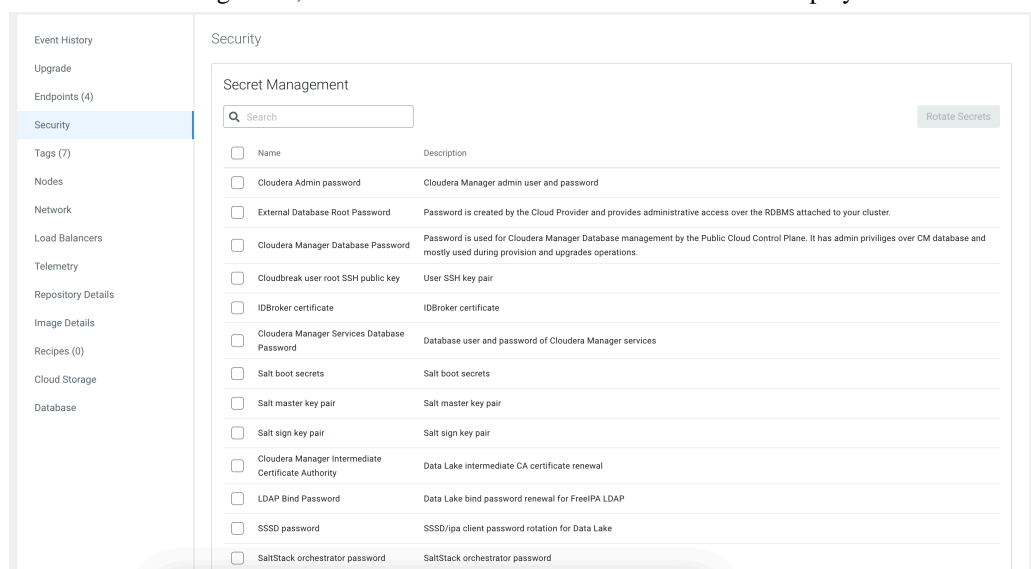 Event History
Upgrade
Endpoints (4)
Security
Tags (7)
Nodes
Network
Load Balancers
Telemetry
Repository Details
Image Details
Recipes (0)
Cloud Storage
Database
Security
Secret Management
Search
Rotate Secrets
Name Description
Cloudera Admin password Cloudera Manager admin user and password
External Database Root Password Password is created by the Cloud Provider and provides administrative access over the RDBMS attached to your cluster.
Cloudera Manager Database Password Password is used for Cloudera Manager Database management by the Public Cloud Control Plane. It has admin priviliges over CM database and
mostly used during provision and upgrades operations.
Cloudbreak user root SSH public key User SSH key pair
IDBroker certificate IDBroker certificate
Cloudera Manager Services Database
Password
Database user and password of Cloudera Manager services
Salt boot secrets Salt boot secrets
Salt master key pair Salt master key pair
Salt sign key pair Salt sign key pair
Cloudera Manager Intermediate
Certificate Authority
Data Lake intermediate CA certificate renewal
LDAP Bind Password Data Lake bind password renewal for FreeIPA LDAP
SSSD password SSSD/ipa client password rotation for Data Lake
SaltStack orchestrator password SaltStack orchestrator password